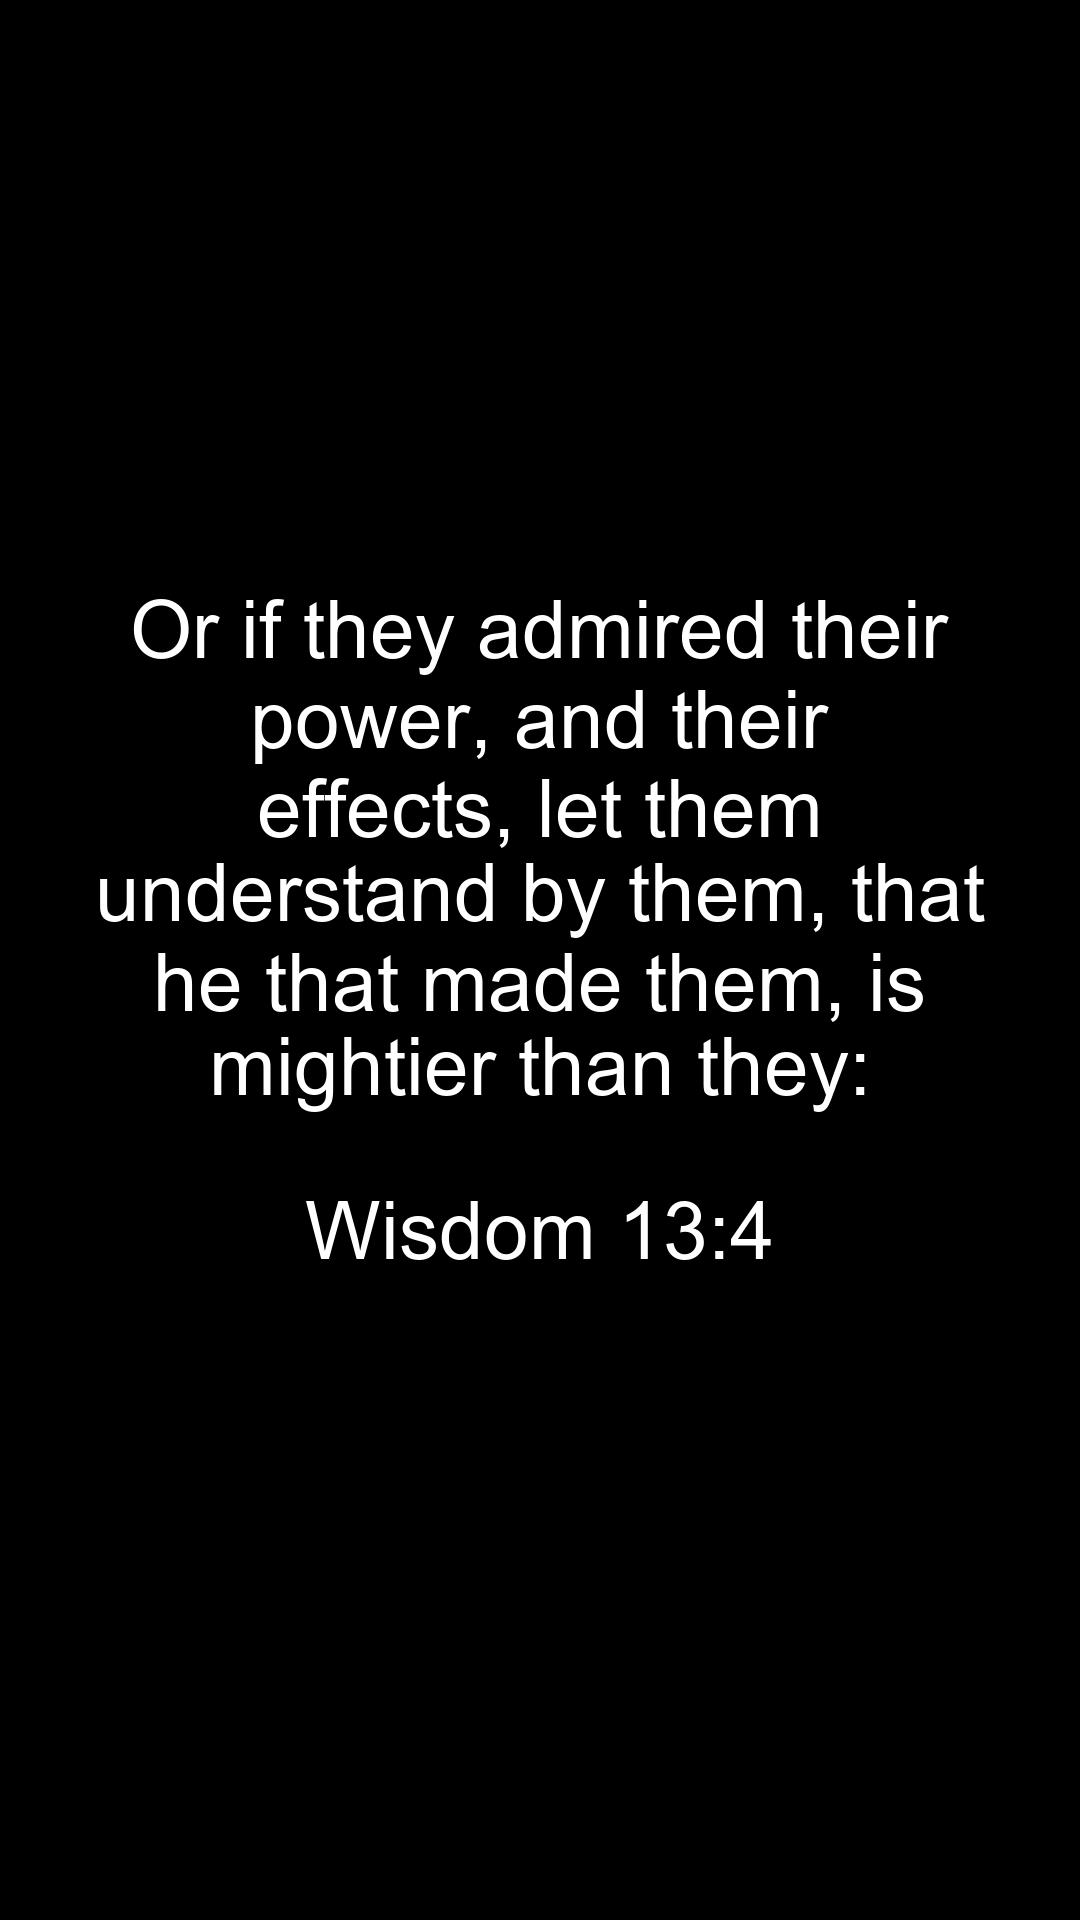 Or if they admired their
power, and their
effects, let them
understand by them, that
he that made them, is
mightier than they:
Wisdom 13:4